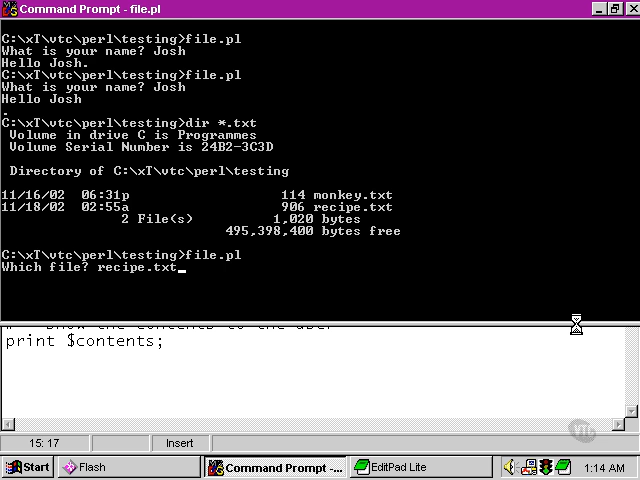 Command Prompt - file.pl
C:\xT\vtc\perl\testing>file.pl
What is your name? Josh
Hello Josh.
C:\xT\vtc\perl\testing>file.pl
What is your name? Josh
Hello Josh
.
C:\xT\vtc\perl\testing>dir *.txt
Volume in drive C is Programmes
Volume Serial Number is 24B2-3C3D
Directory of C:\xT\vtc\perl\testing
11/16/02 06:31p 114 monkey.txt
11/18/02 02:55a 906 recipe.txt
2 File(s) 1,020 bytes
495,398,400 bytes free
C:\xT\vtc\perl\testing>file.pl
Which file? recipe.txt
# Show the contents to the user
print $contents;
VTC
15: 17 Insert
Start Flash Command Prompt -... EditPad Lite 1:14 AM